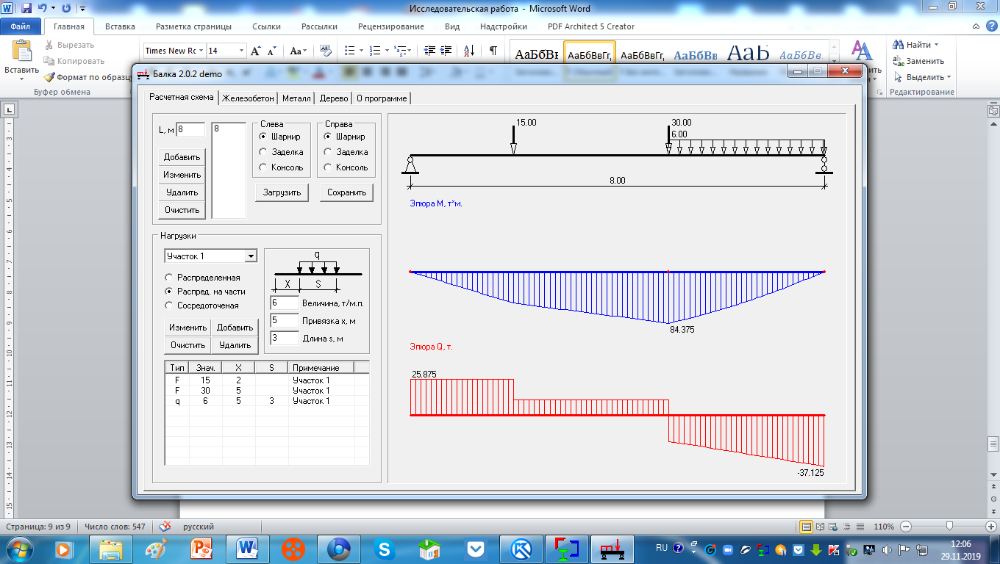 Исследовательская работа - Microsoft Word
Файл Главная Вставка Разметка страницы Ссылки Рассылки Рецензирование Вид Надстройки PDF Architect 5 Creator
Вставить
Вырезать
Копировать
Формат по образцу
Буфер обмена
Times New Ro 14
АаБбВв АаБбВвГг АаБбВвГг, АаБбВв АаБ АаБбВв.
Найти
Заменить
Выделить
Редактирование
Балка 2.0.2 demo
Расчетная схема Железобетон Металл Дерево О программе
L, м 8
8
Добавить
Изменить
Удалить
Очистить
Слева
Шарнир
Заделка
Консоль
Справа
Шарнир
Заделка
Консоль
Загрузить Сохранить
Нагрузки
Участок 1
Распределенная
Распред. на части
Сосредоточеная
Изменить Добавить
Очистить Удалить
q
X S
6 Величина, т/м.п.
5 Привязка x, м
3 Длина s, м
Тип Знач. X S Примечание
F 15 2 Участок 1
F 30 5 Участок 1
q 6 5 3 Участок 1
15.00 30.00
6.00
8.00
Эпюра M, т*м.
84.375
Эпюра Q, т.
25.875
-37.125
Страница: 9 из 9 Число слов: 547 русский 110%
RU 12:06
29.11.2019